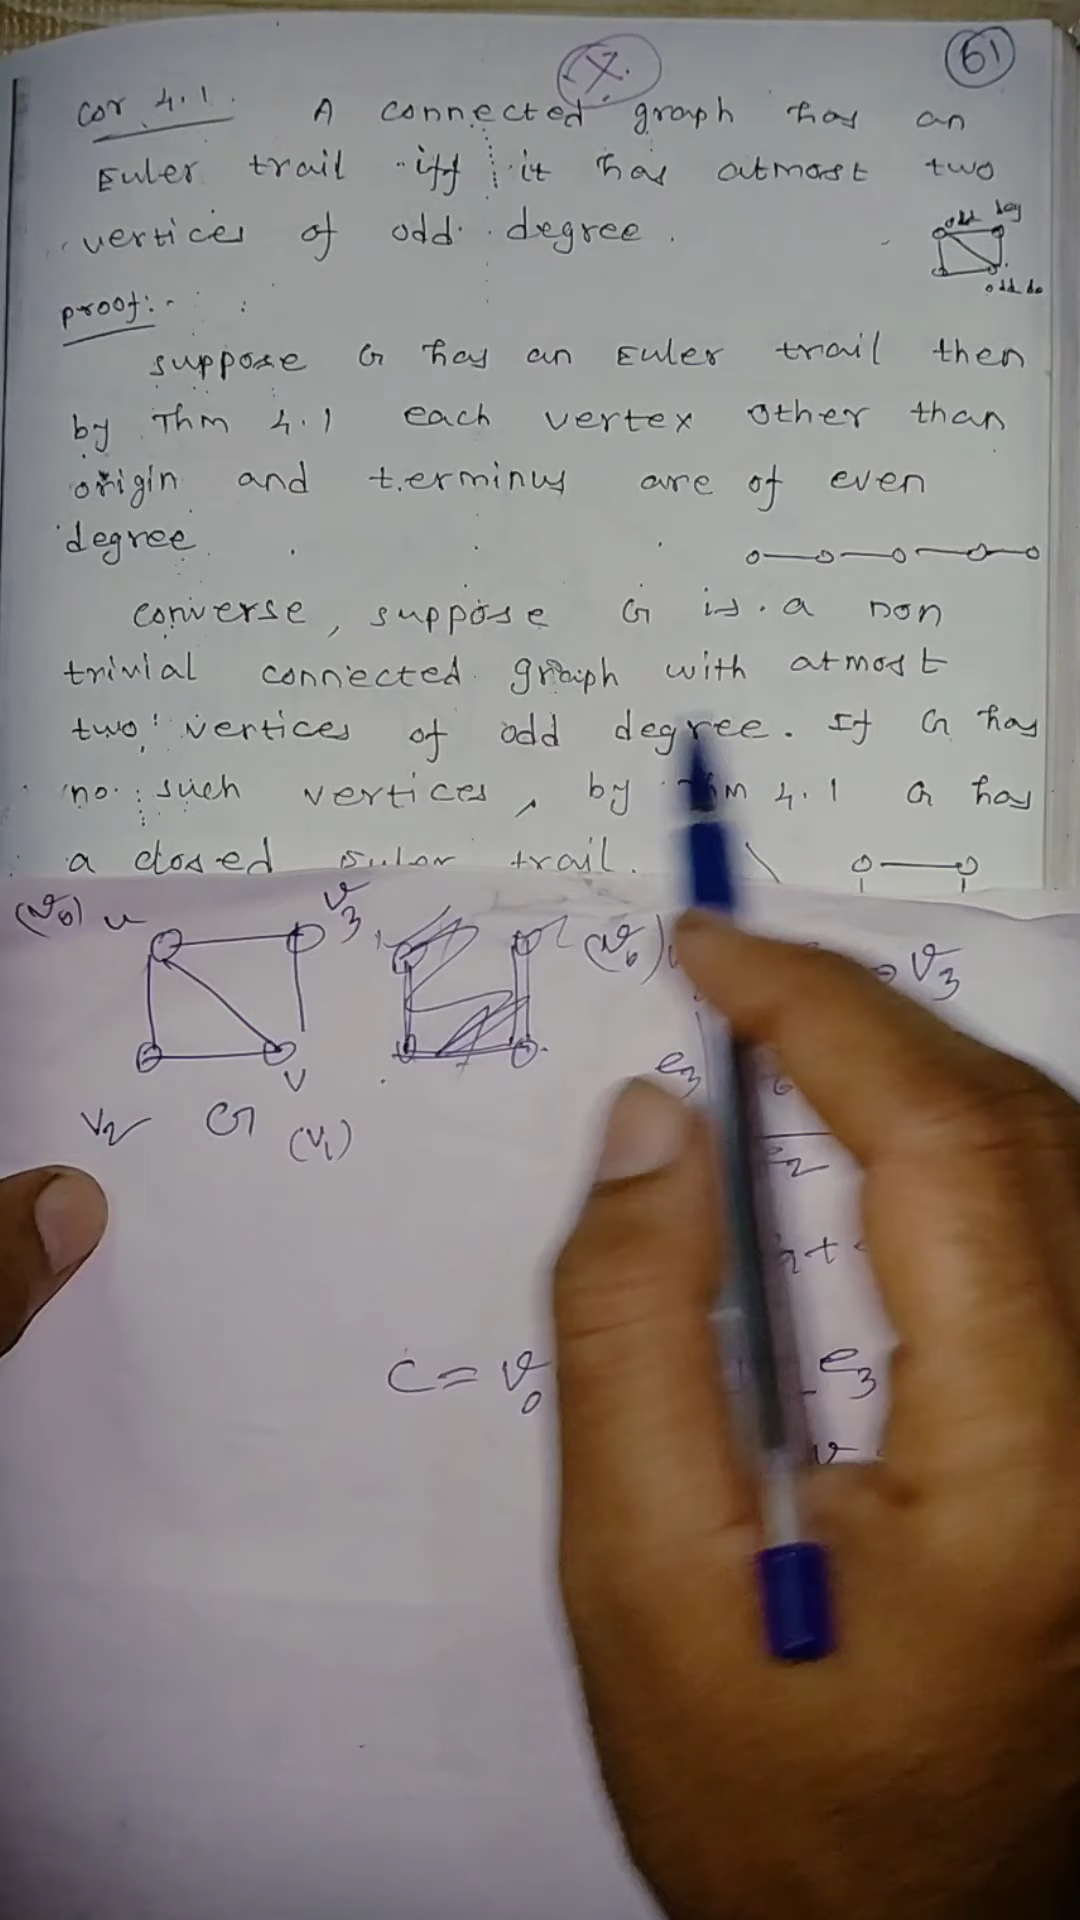 X.
61
Cor 4.1. A connected graph has an
Euler trail iff it has atmost two
vertices of odd degree.
odd deg
odd de
proof:-
suppose G has an Euler trail then
by Thm 4.1 each vertex other than
origin and terminus are of even
degree
converse, suppose G is a non
trivial connected graph with atmost
two vertices of odd degree. If G has
no such vertices, by Thm 4.1 G has
a closed Euler trail.
(v0) u v3
v
v2 G (v1)
(v0) v3
e3
e2
C = v0 e3
v